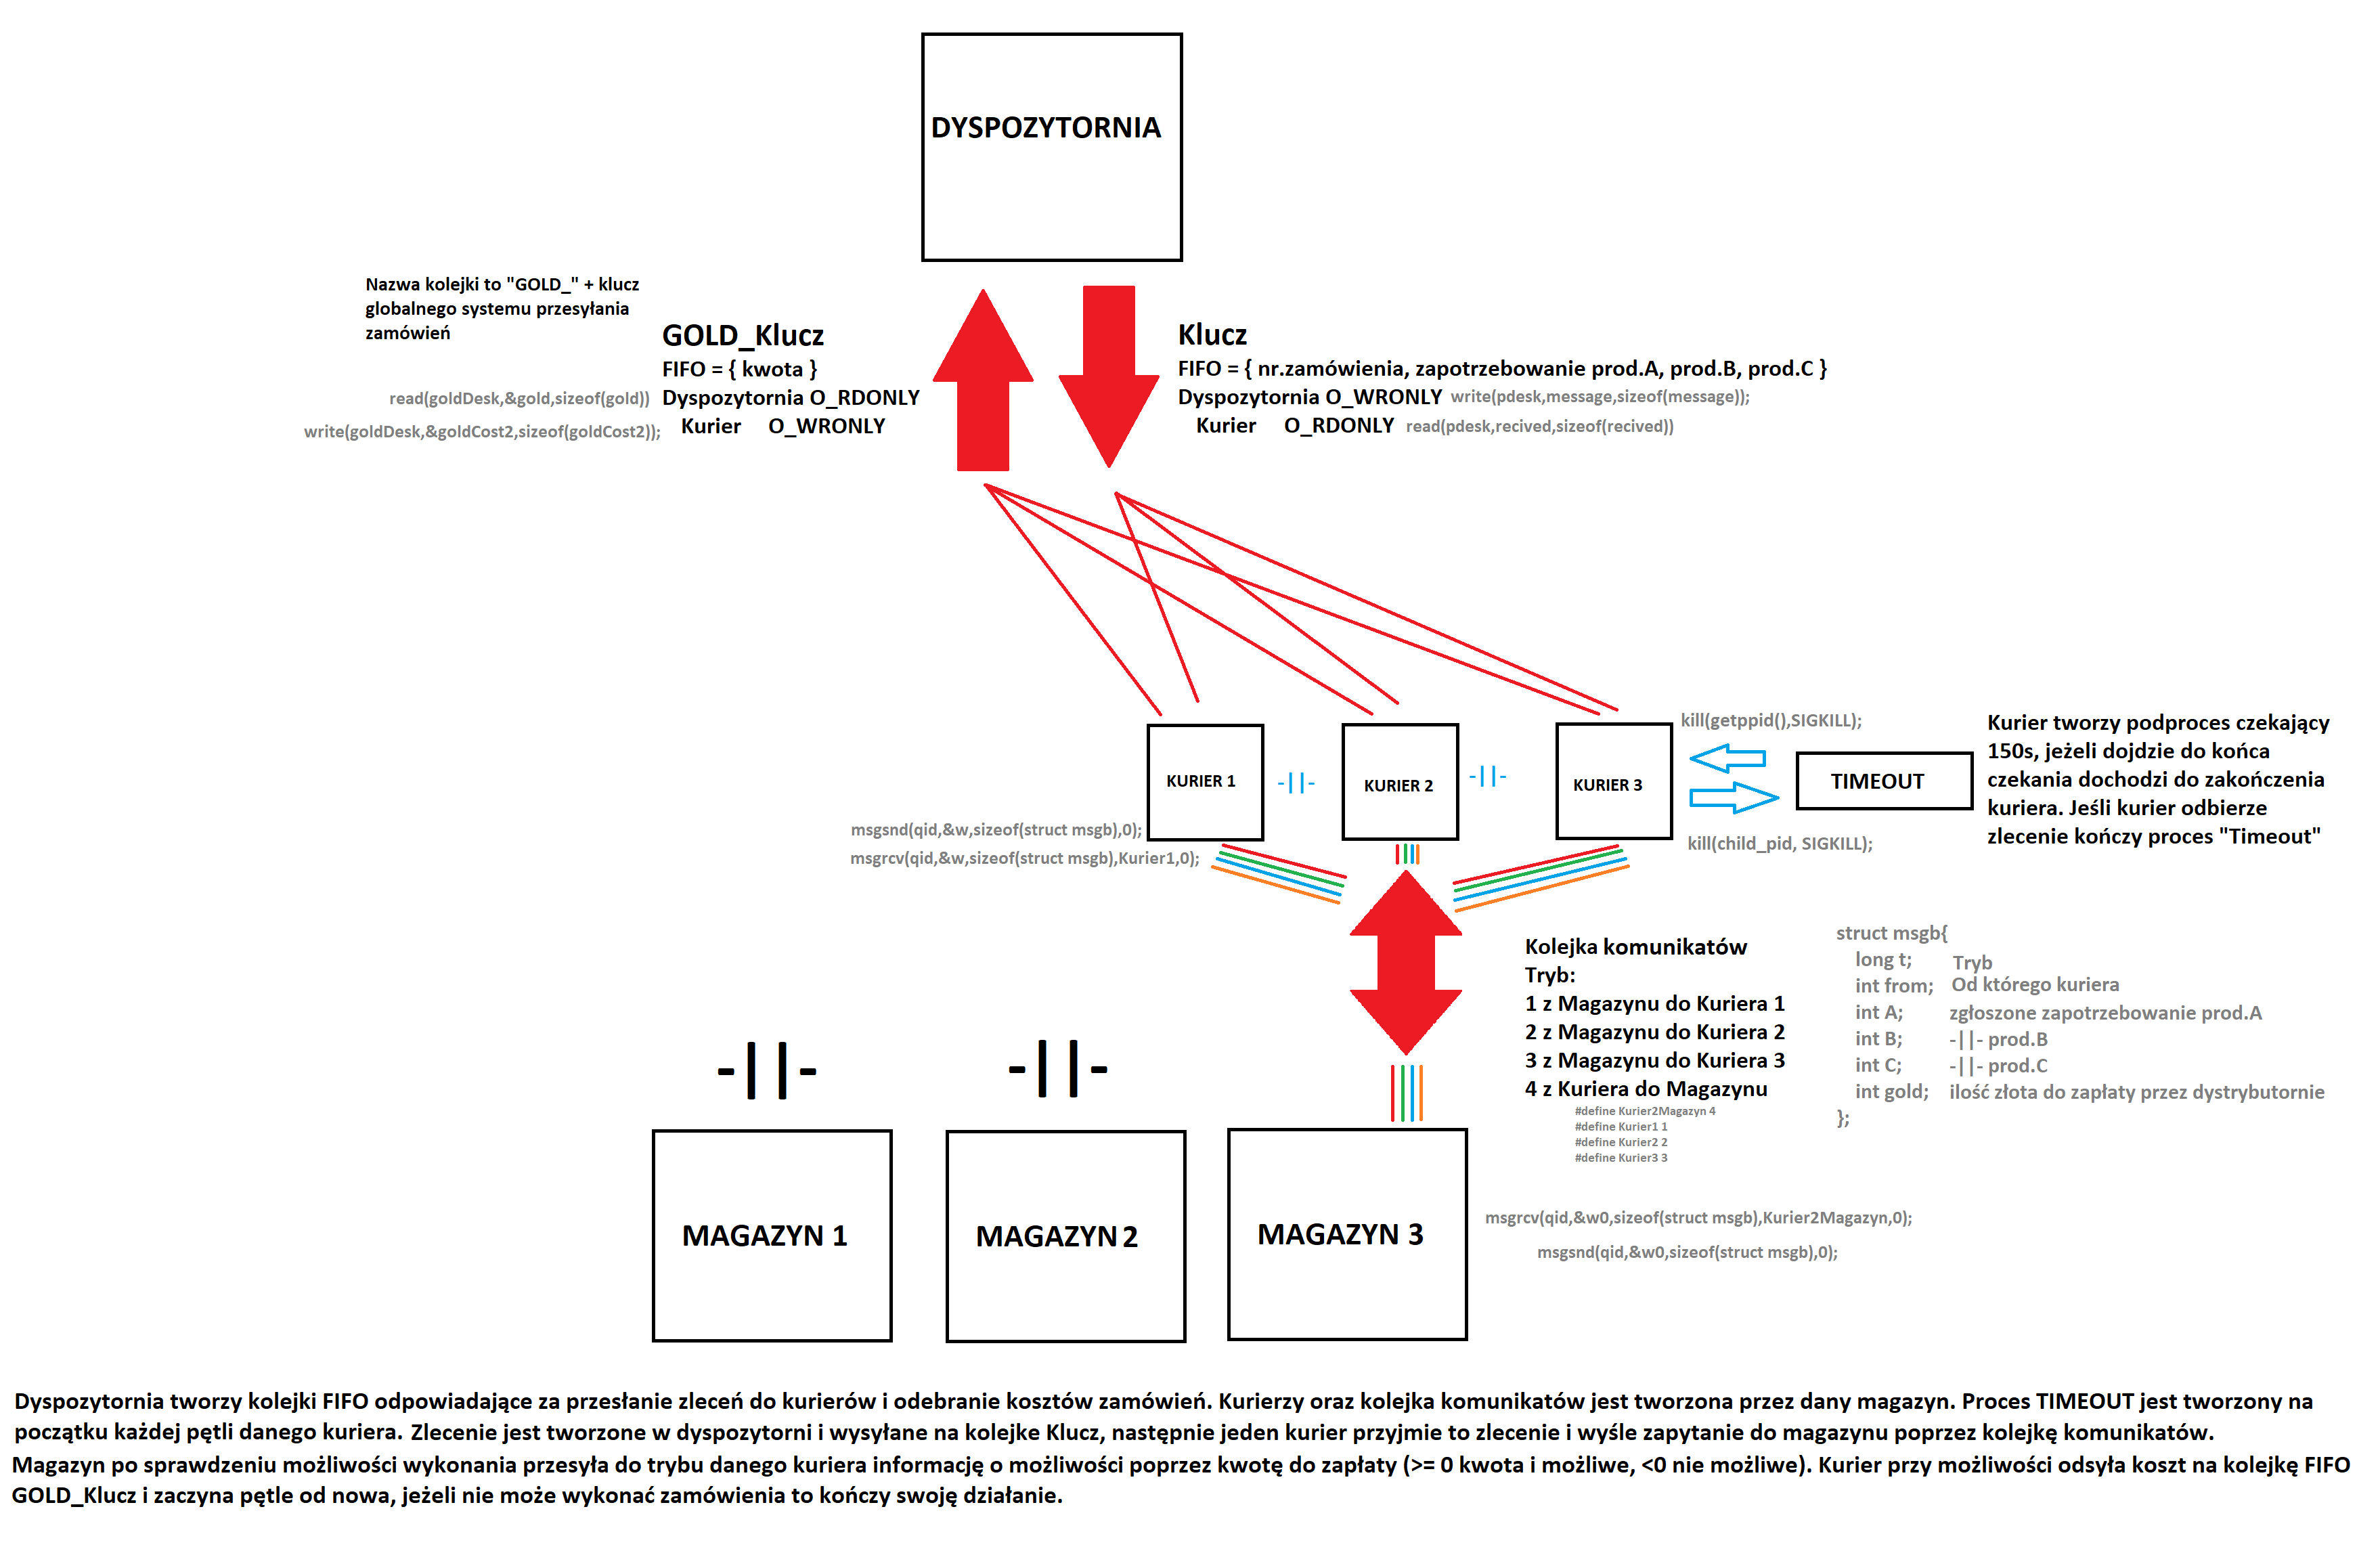 DYSPOZYTORNIA
Nazwa kolejki to "GOLD_" + klucz
globalnego systemu przesyłania
zamówień
GOLD_Klucz
FIFO = { kwota }
read(goldDesk,&gold,sizeof(gold)) Dyspozytornia O_RDONLY
write(goldDesk,&goldCost2,sizeof(goldCost2)); Kurier O_WRONLY
Klucz
FIFO = { nr.zamówienia, zapotrzebowanie prod.A, prod.B, prod.C }
Dyspozytornia O_WRONLY write(pdesk,message,sizeof(message));
Kurier O_RDONLY read(pdesk,recived,sizeof(recived))
KURIER 1
-||-
KURIER 2
-||-
KURIER 3
kill(getppid(),SIGKILL);
TIMEOUT
kill(child_pid, SIGKILL);
Kurier tworzy podproces czekający
150s, jeżeli dojdzie do końca
czekania dochodzi do zakończenia
kuriera. Jeśli kurier odbierze
zlecenie kończy proces "Timeout"
msgsnd(qid,&w,sizeof(struct msgb),0);
msgrcv(qid,&w,sizeof(struct msgb),Kurier1,0);
Kolejka komunikatów
Tryb:
1 z Magazynu do Kuriera 1
2 z Magazynu do Kuriera 2
3 z Magazynu do Kuriera 3
4 z Kuriera do Magazynu
#define Kurier2Magazyn 4
#define Kurier1 1
#define Kurier2 2
#define Kurier3 3
struct msgb{
long t; Tryb
int from; Od którego kuriera
int A; zgłoszone zapotrzebowanie prod.A
int B; -||- prod.B
int C; -||- prod.C
int gold; ilość złota do zapłaty przez dystrybutornie
};
-||-
-||-
MAGAZYN 1
MAGAZYN 2
MAGAZYN 3
msgrcv(qid,&w0,sizeof(struct msgb),Kurier2Magazyn,0);
msgsnd(qid,&w0,sizeof(struct msgb),0);
Dyspozytornia tworzy kolejki FIFO odpowiadające za przesłanie zleceń do kurierów i odebranie kosztów zamówień. Kurierzy oraz kolejka komunikatów jest tworzona przez dany magazyn. Proces TIMEOUT jest tworzony na
początku każdej pętli danego kuriera. Zlecenie jest tworzone w dyspozytorni i wysyłane na kolejke Klucz, następnie jeden kurier przyjmie to zlecenie i wyśle zapytanie do magazynu poprzez kolejkę komunikatów.
Magazyn po sprawdzeniu możliwości wykonania przesyła do trybu danego kuriera informację o możliwości poprzez kwotę do zapłaty (>= 0 kwota i możliwe, <0 nie możliwe). Kurier przy możliwości odsyła koszt na kolejkę FIFO
GOLD_Klucz i zaczyna pętle od nowa, jeżeli nie może wykonać zamówienia to kończy swoję działanie.